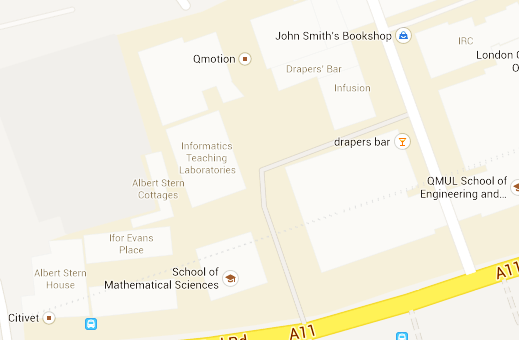 John Smith's Bookshop
IRC
London
Qmotion
Drapers' Bar
Infusion
drapers bar
Informatics
Teaching
Laboratories
QMUL School of
Engineering and...
Albert Stern
Cottages
Ifor Evans
Place
Albert Stern
House
School of
Mathematical Sciences
A11
Citivet
Rd
A11